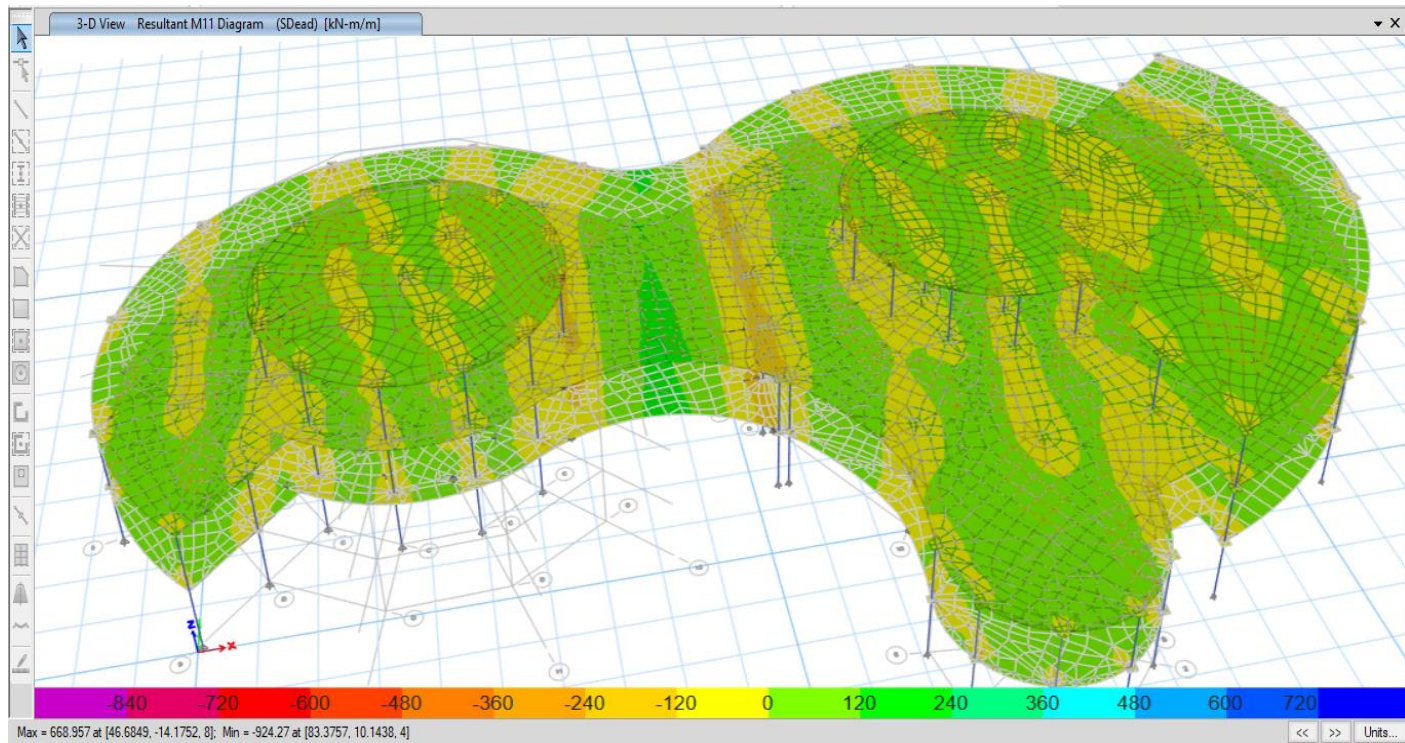 3-D View Resultant M11 Diagram (SDead) [kN-m/m]
z
x
-840 -720 -600 -480 -360 -240 -120 0 120 240 360 480 600 720
Max = 668.957 at [46.6849, -14.1752, 8]; Min = -924.27 at [83.3757, 10.1438, 4] << >> Units...